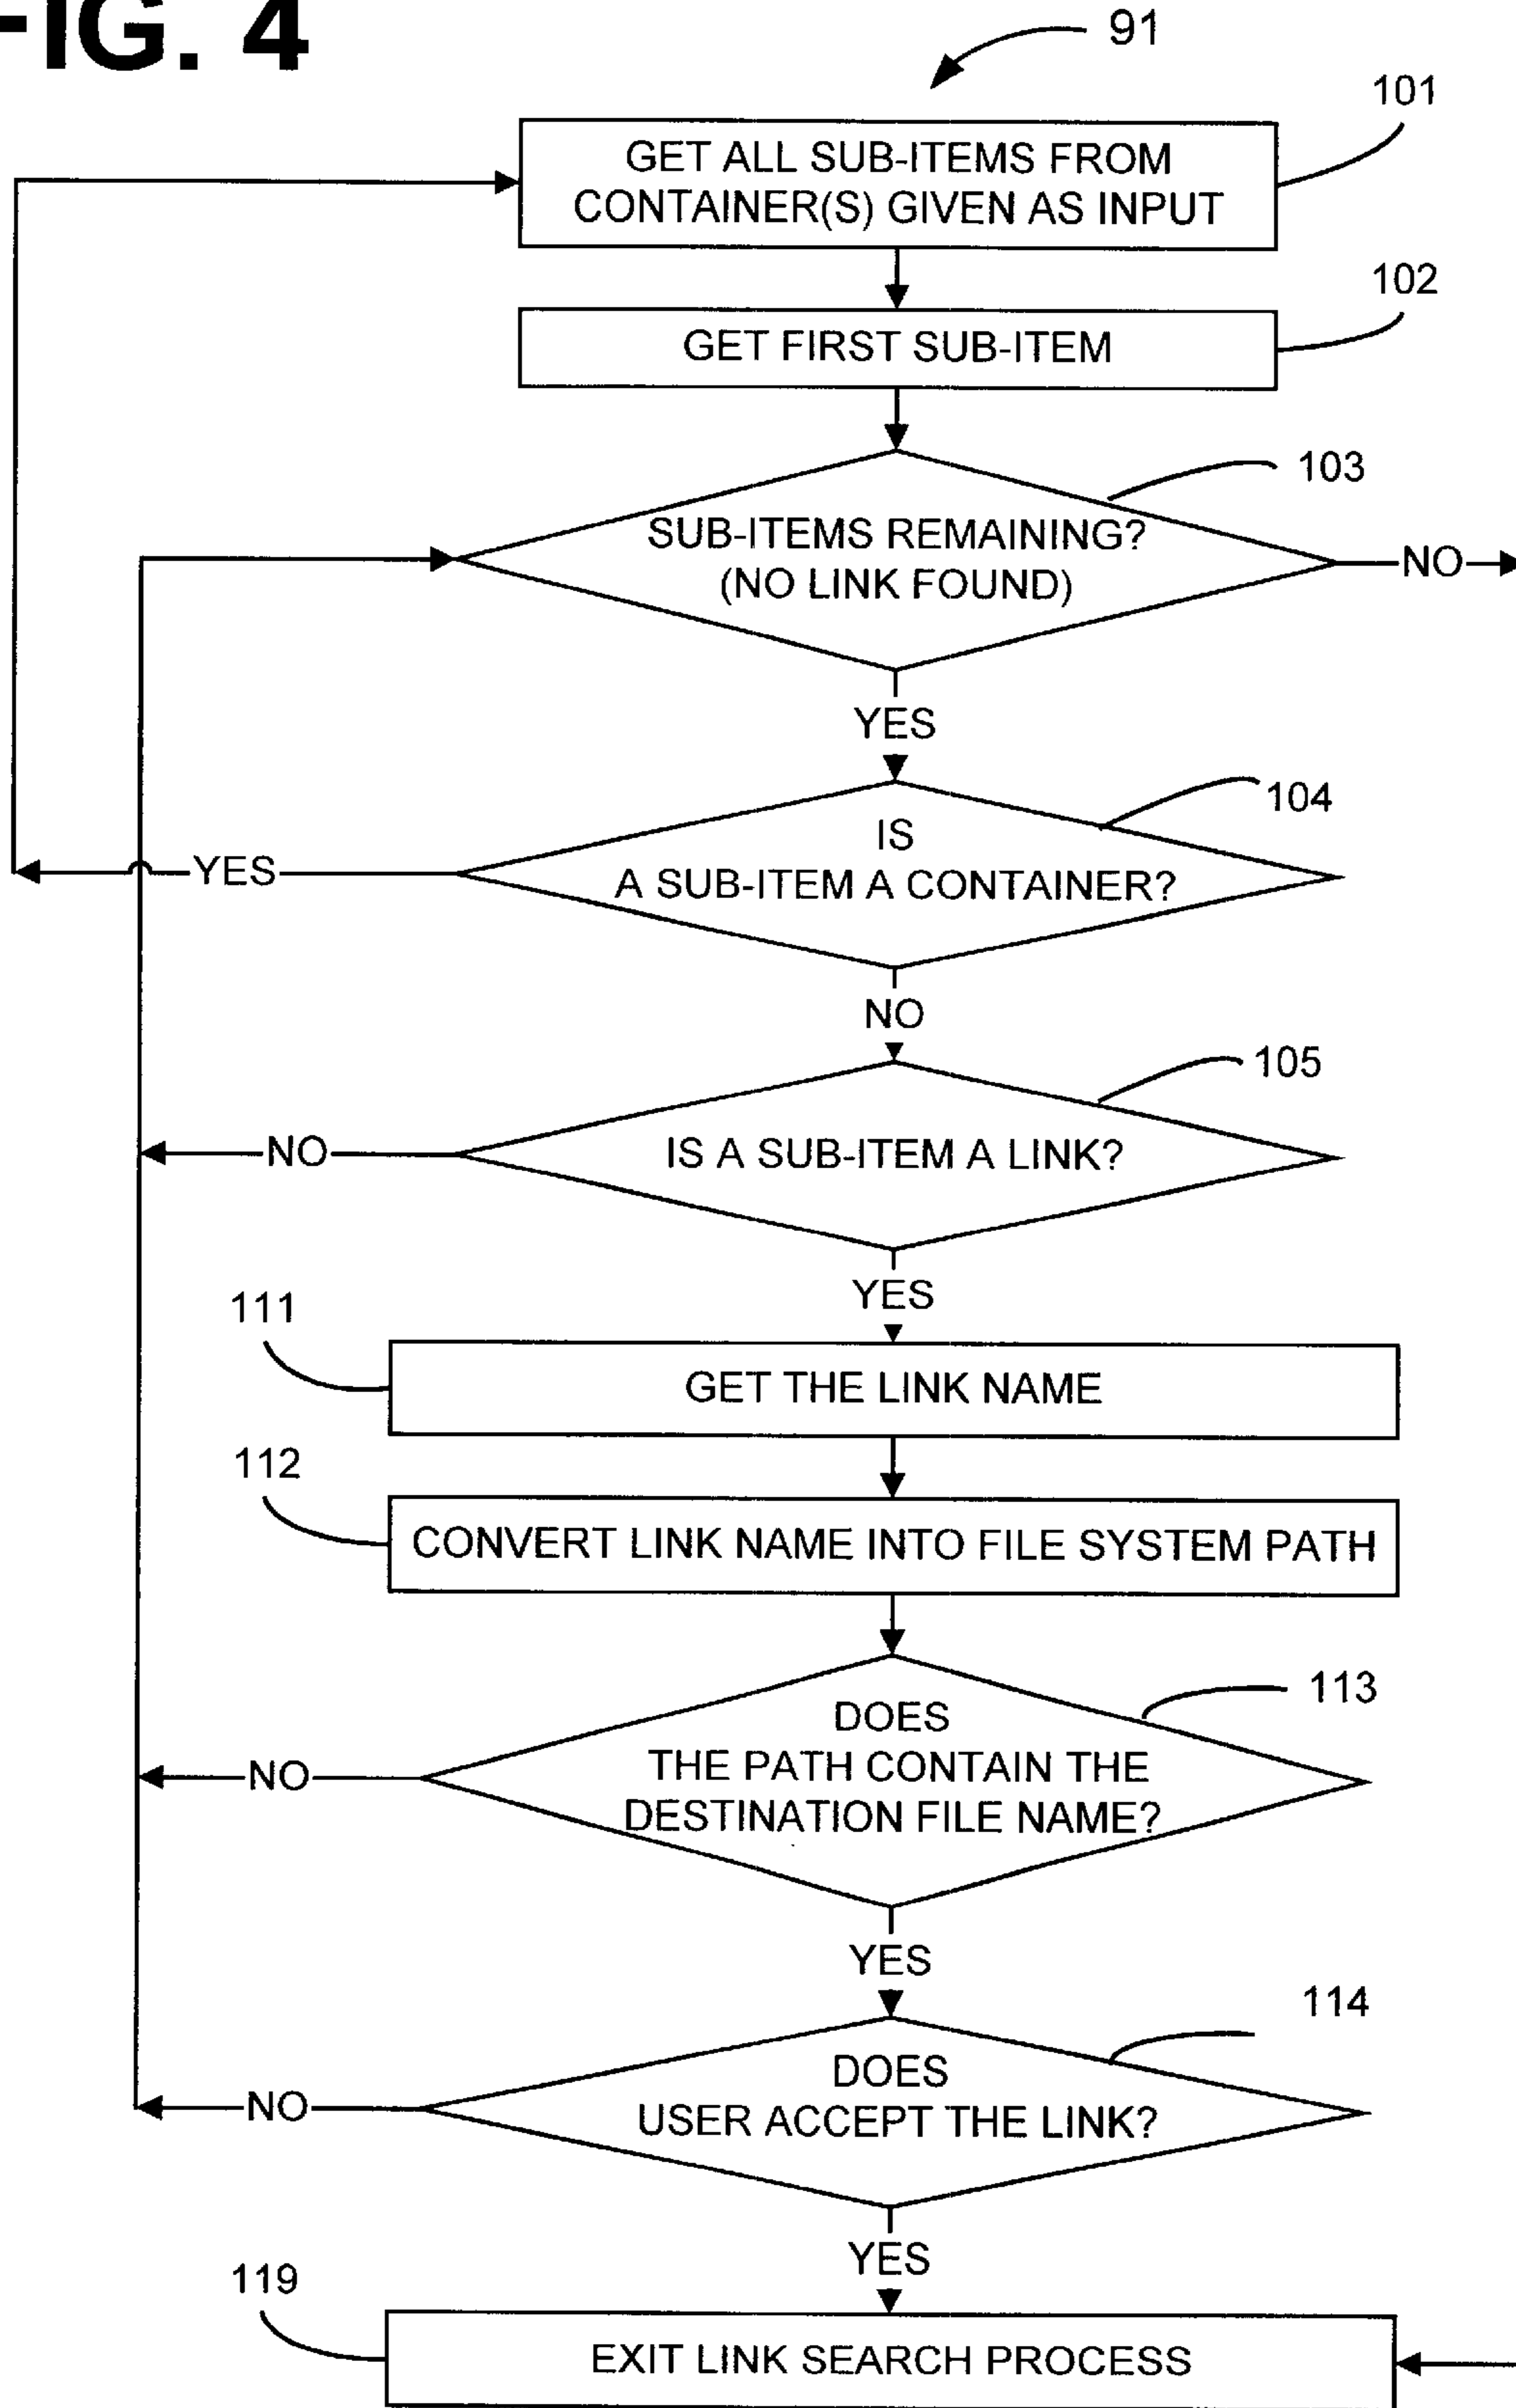 FIG. 4
91
101
GET ALL SUB-ITEMS FROM
CONTAINER(S) GIVEN AS INPUT
102
GET FIRST SUB-ITEM
103
SUB-ITEMS REMAINING?
(NO LINK FOUND)
NO
YES
104
IS
A SUB-ITEM A CONTAINER?
YES
NO
105
IS A SUB-ITEM A LINK?
NO
YES
111
GET THE LINK NAME
112
CONVERT LINK NAME INTO FILE SYSTEM PATH
113
DOES
THE PATH CONTAIN THE
DESTINATION FILE NAME?
NO
YES
114
DOES
USER ACCEPT THE LINK?
NO
YES
119
EXIT LINK SEARCH PROCESS